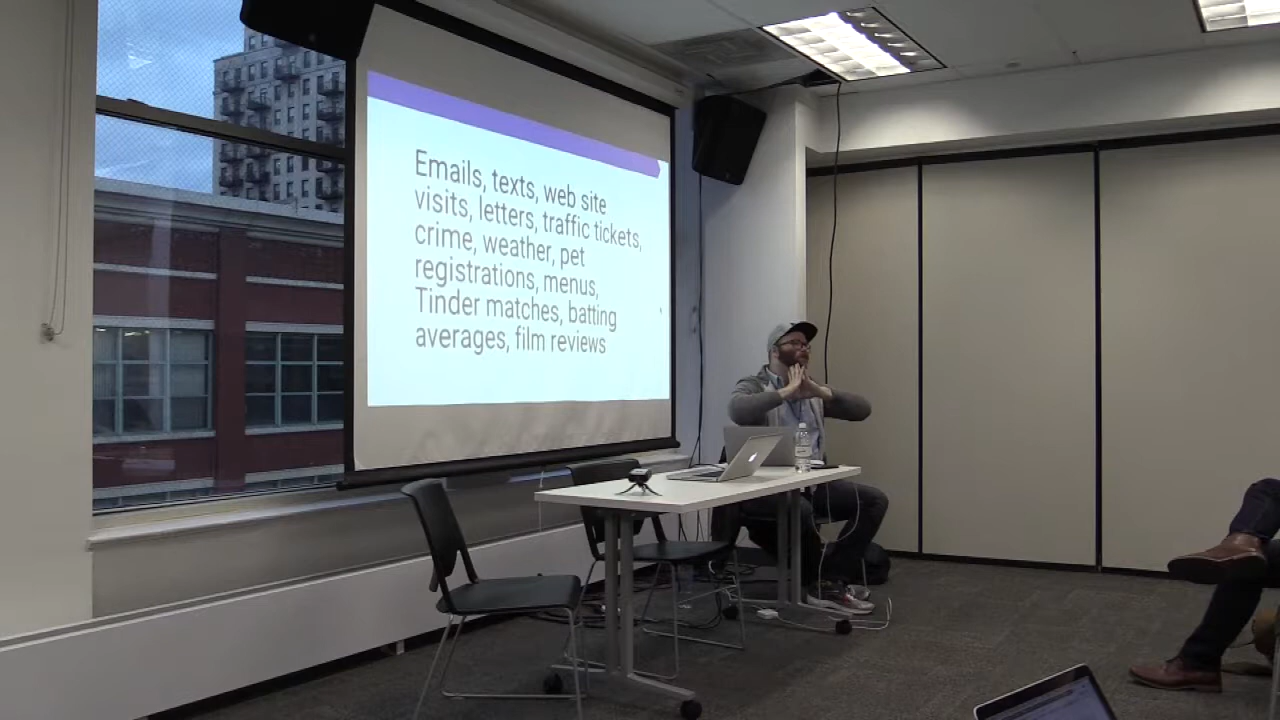 Emails, texts, web site
visits, letters, traffic tickets,
crime, weather, pet
registrations, menus,
Tinder matches, batting
averages, film reviews